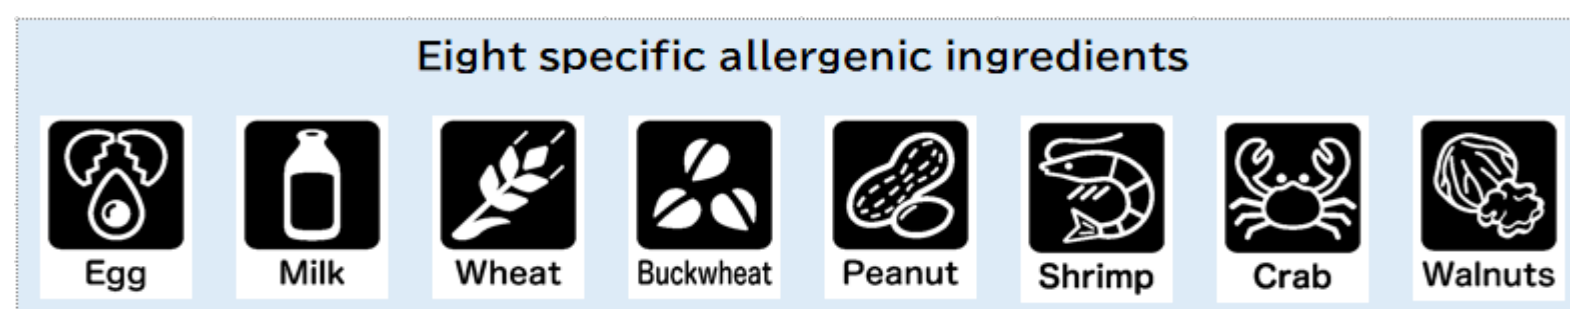 Eight specific allergenic ingredients
Egg Milk Wheat Buckwheat Peanut Shrimp Crab Walnuts